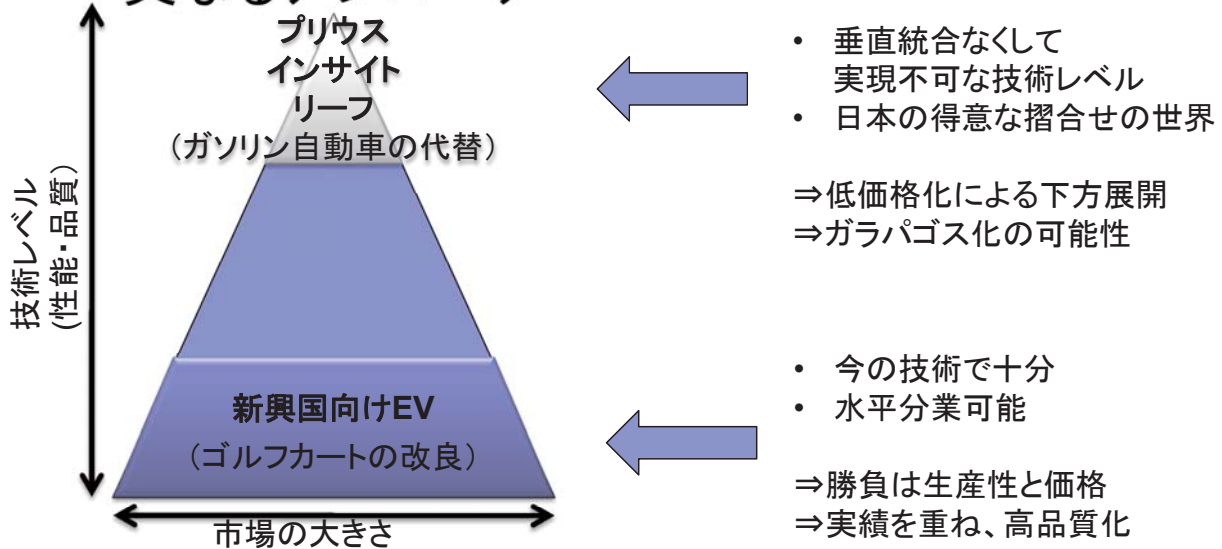 プリウス
インサイト
リーフ
（ガソリン自動車の代替）
技術レベル
(性能・品質)
新興国向けEV
（ゴルフカートの改良）
市場の大きさ
• 垂直統合なくして
実現不可な技術レベル
• 日本の得意な摺合せの世界
⇒低価格化による下方展開
⇒ガラパゴス化の可能性
• 今の技術で十分
• 水平分業可能
⇒勝負は生産性と価格
⇒実績を重ね、高品質化